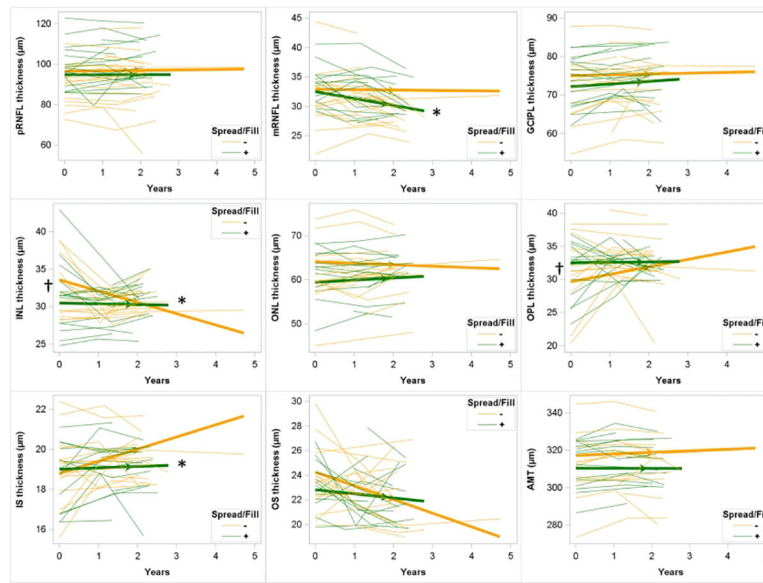 pRNFL thickness (µm)
120
100
80
60
Spread/Fill
-
+
0 1 2 3 4 5
Years
mRNFL thickness (µm)
45
40
35
30
25
*
Spread/Fill
-
+
0 1 2 3 4 5
Years
GCIPL thickness (µm)
90
80
70
60
Spread/Fill
-
+
0 1 2 3 4 5
Years
INL thickness (µm)
40
35
30
25
†
*
Spread/Fill
-
+
0 1 2 3 4 5
Years
ONL thickness (µm)
70
60
50
Spread/Fill
-
+
0 1 2 3 4 5
Years
OPL thickness (µm)
40
35
30
25
20
†
Spread/Fill
-
+
0 1 2 3 4 5
Years
IS thickness (µm)
22
20
18
16
*
Spread/Fill
-
+
0 1 2 3 4 5
Years
OS thickness (µm)
30
28
26
24
22
20
Spread/Fill
-
+
0 1 2 3 4 5
Years
AMT (µm)
340
320
300
280
Spread/Fill
-
+
0 1 2 3 4 5
Years